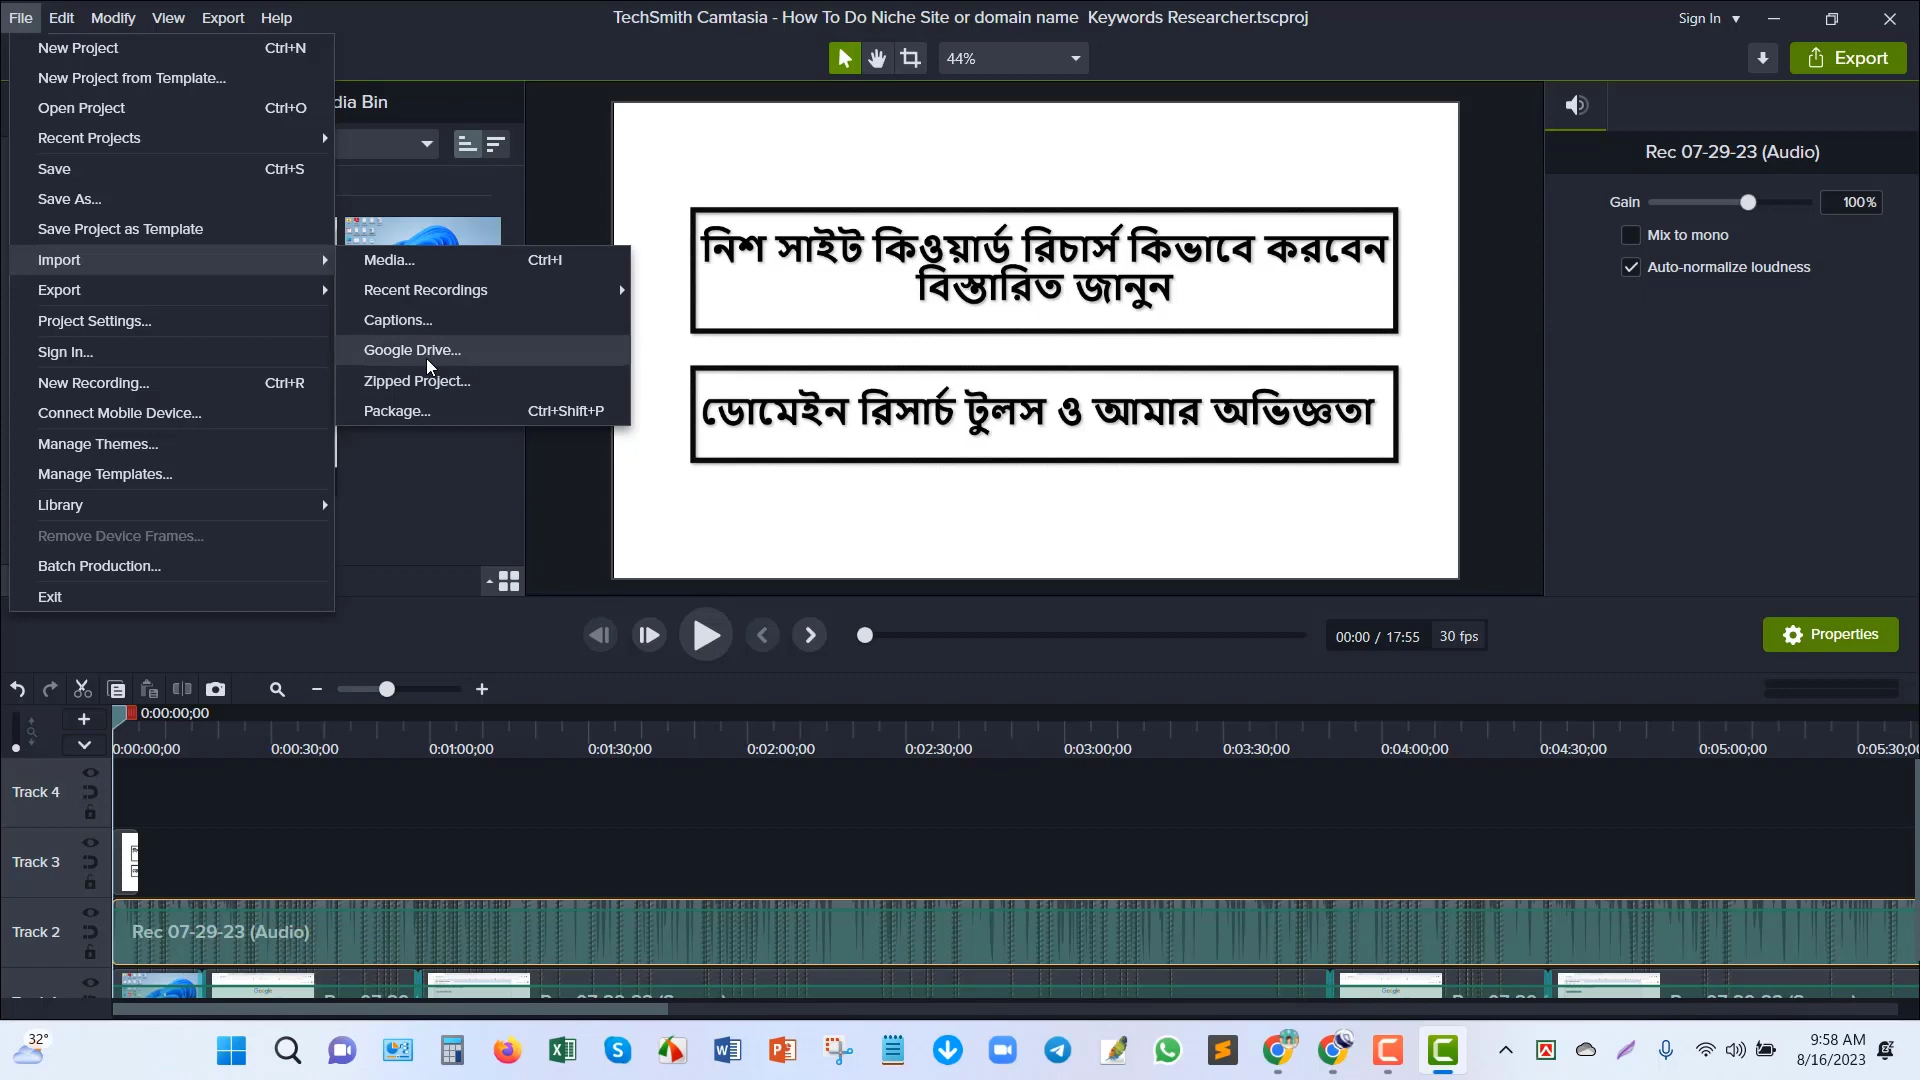 File Edit Modify View Export Help
TechSmith Camtasia - How To Do Niche Site or domain name Keywords Researcher.tscproj
Sign In
44%
Export
New Project Ctrl+N
New Project from Template...
Open Project Ctrl+O
Recent Projects
Save Ctrl+S
Save As...
Save Project as Template
Import
Export
Project Settings...
Sign In...
New Recording... Ctrl+R
Connect Mobile Device...
Manage Themes...
Manage Templates...
Library
Remove Device Frames...
Batch Production...
Exit
dia Bin
Media... Ctrl+I
Recent Recordings
Captions...
Google Drive...
Zipped Project...
Package... Ctrl+Shift+P
নিশ সাইট কিওয়ার্ড রিচার্স কিভাবে করবেন
বিস্তারিত জানুন
ডোমেইন রিসার্চ টুলস ও আমার অভিজ্ঞতা
Rec 07-29-23 (Audio)
Gain 100%
Mix to mono
Auto-normalize loudness
00:00 / 17:55 30 fps
Properties
0:00:00;00
0:00:00;00 0:00:30;00 0:01:00;00 0:01:30;00 0:02:00;00 0:02:30;00 0:03:00;00 0:03:30;00 0:04:00;00 0:04:30;00 0:05:00;00 0:05:30;0
Track 4
Track 3
Track 2
Rec 07-29-23 (Audio)
32°
9:58 AM
8/16/2023